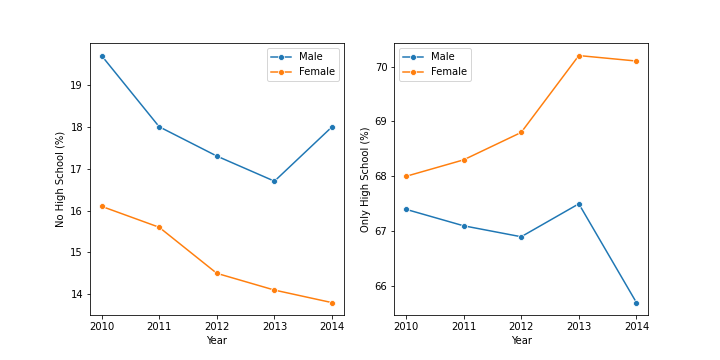 Male
Female
19
18
17
16
15
14
No High School (%)
2010 2011 2012 2013 2014
Year
Male
Female
70
69
68
67
66
Only High School (%)
2010 2011 2012 2013 2014
Year